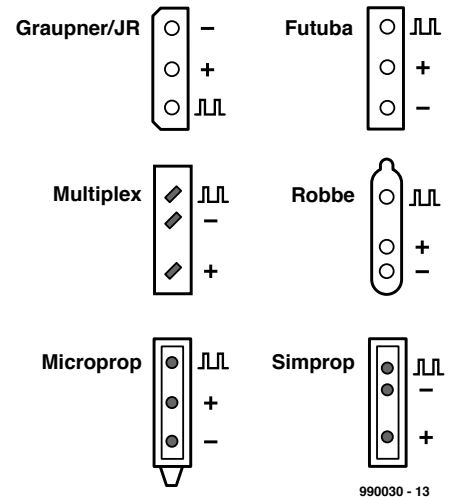 Graupner/JR
−
+
Futuba
+
−
Multiplex
−
+
Robbe
+
−
Microprop
+
−
Simprop
−
+
990030 - 13